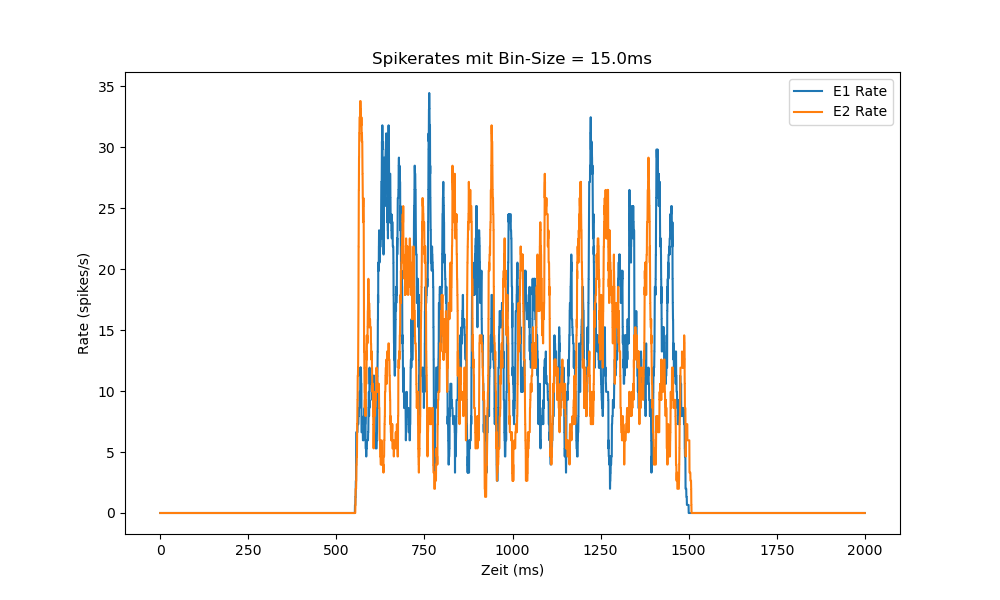 Spikerates mit Bin-Size = 15.0ms
E1 Rate
E2 Rate
Rate (spikes/s)
35
30
25
20
15
10
5
0
0 250 500 750 1000 1250 1500 1750 2000
Zeit (ms)